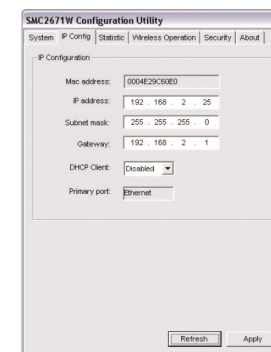 SMC2671W Configuration Utility
System IP Config Statistic Wireless Operation Security About
IP Configuration
Mac address: 0004E29C60E0
IP address: 192 . 168 . 2 . 25
Subnet mask: 255 . 255 . 255 . 0
Gateway: 192 . 168 . 2 . 1
DHCP Client: Disabled
Primary port: Ethernet
Refresh Apply